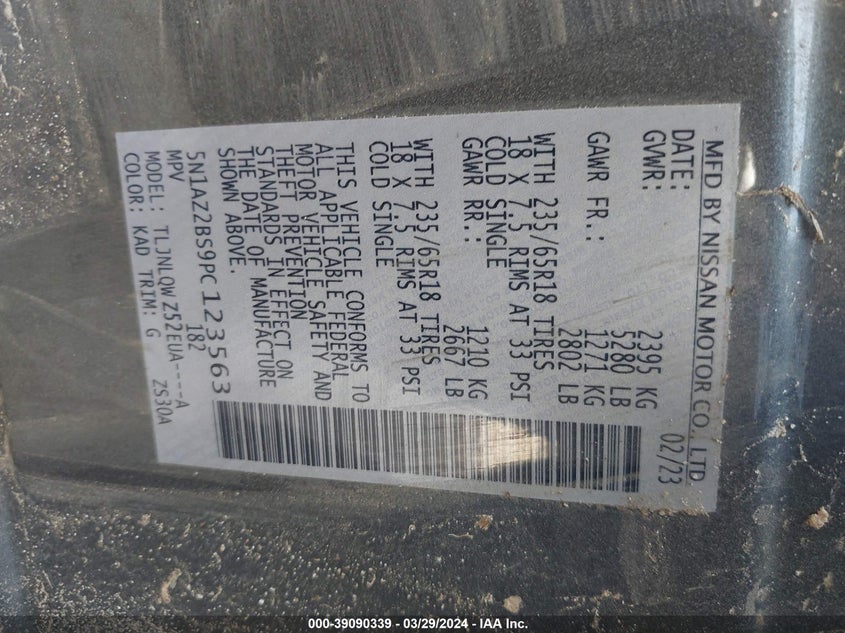 MFD BY NISSAN MOTOR CO., LTD
DATE: 02/23
GVWR: 2395 KG
5280 LB
GAWR FR.: 1271 KG
2802 LB
WITH 235/65R18 TIRES
18 X 7.5 RIMS AT 33 PSI
COLD SINGLE
GAWR RR.: 1210 KG
2667 LB
WITH 235/65R18 TIRES
18 X 7.5 RIMS AT 33 PSI
COLD SINGLE
THIS VEHICLE CONFORMS TO
ALL APPLICABLE FEDERAL
MOTOR VEHICLE SAFETY AND
THEFT PREVENTION
STANDARDS IN EFFECT ON
THE DATE OF MANUFACTURE
SHOWN ABOVE.
5N1AZ2BS9PC123563
MPV 182
MODEL: TLJNLQWZ52EUA----A
COLOR: KAD TRIM: G ZS30A
000-39090339 - 03/29/2024 - IAA Inc.